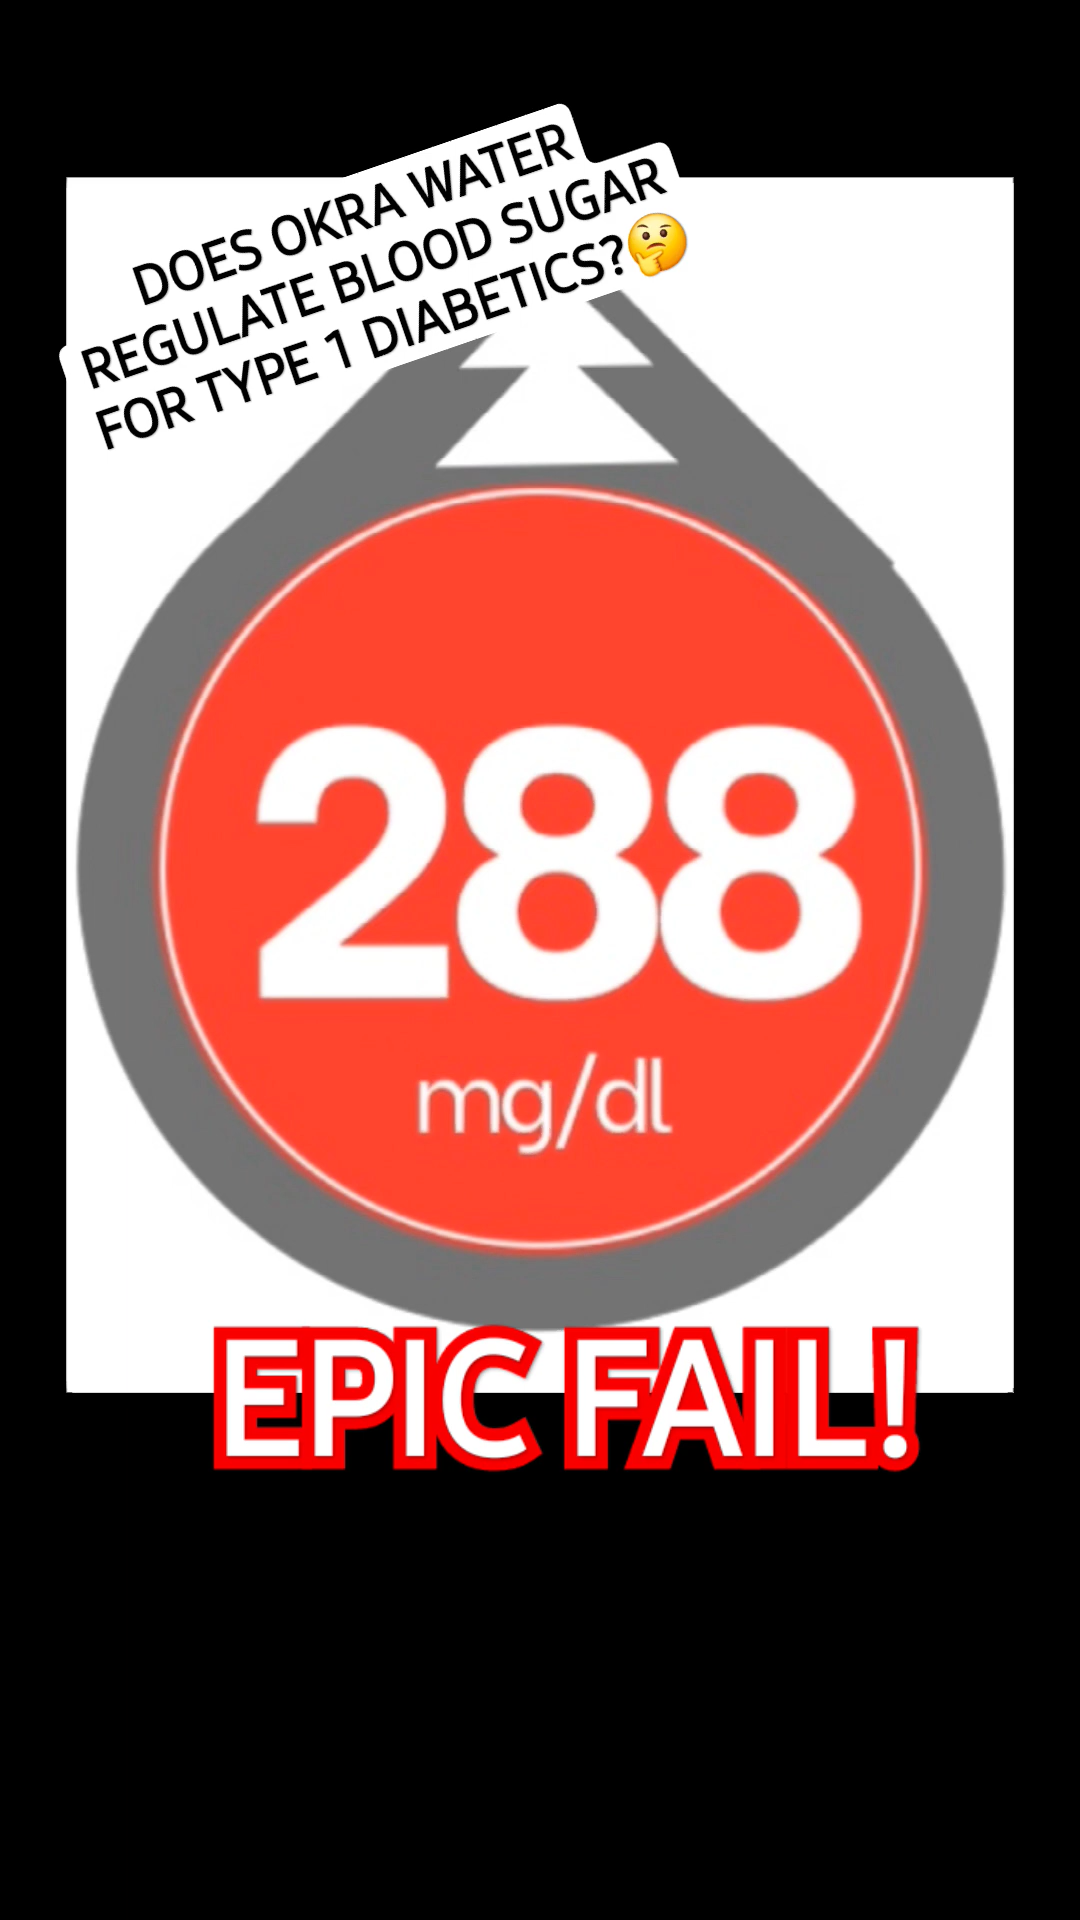 DOES OKRA WATER
REGULATE BLOOD SUGAR
FOR TYPE 1 DIABETICS?🤔
288
mg/dl
EPIC FAIL!